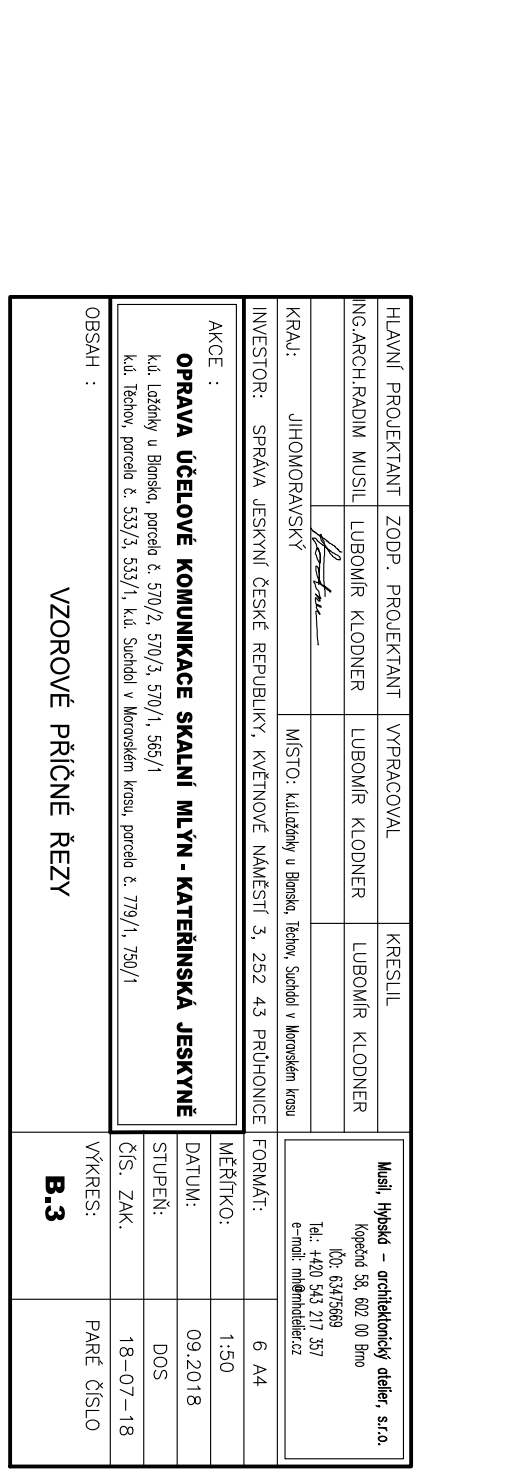 HLAVNÍ PROJEKTANT ZODP. PROJEKTANT VYPRACOVAL KRESLIL
ING.ARCH.RADIM MUSIL LUBOMÍR KLODNER LUBOMÍR KLODNER LUBOMÍR KLODNER
Musil, Hybská – architektonický atelier, s.r.o.
Kopečná 58, 602 00 Brno
IČO: 63475669
Tel.: +420 543 217 357
e-mail: mh@mhatelier.cz
KRAJ: JIHOMORAVSKÝ MÍSTO: k.ú.Lažánky u Blanska, Těchov, Suchdol v Moravském krasu
INVESTOR: SPRÁVA JESKYNÍ ČESKÉ REPUBLIKY, KVĚTNOVÉ NÁMĚSTÍ 3, 252 43 PRŮHONICE
FORMÁT: 6 A4
AKCE :
OPRAVA ÚČELOVÉ KOMUNIKACE SKALNÍ MLÝN - KATEŘINSKÁ JESKYNĚ
k.ú. Lažánky u Blanska, parcela č. 570/2, 570/3, 570/1, 565/1
k.ú. Těchov, parcela č. 533/3, 533/1, k.ú. Suchdol v Moravském krasu, parcela č. 779/1, 750/1
MĚŘÍTKO: 1:50
DATUM: 09.2018
STUPEŇ: DOS
ČÍS. ZAK. 18-07-18
OBSAH :
VZOROVÉ PŘÍČNÉ ŘEZY
VÝKRES: PARÉ ČÍSLO
B.3